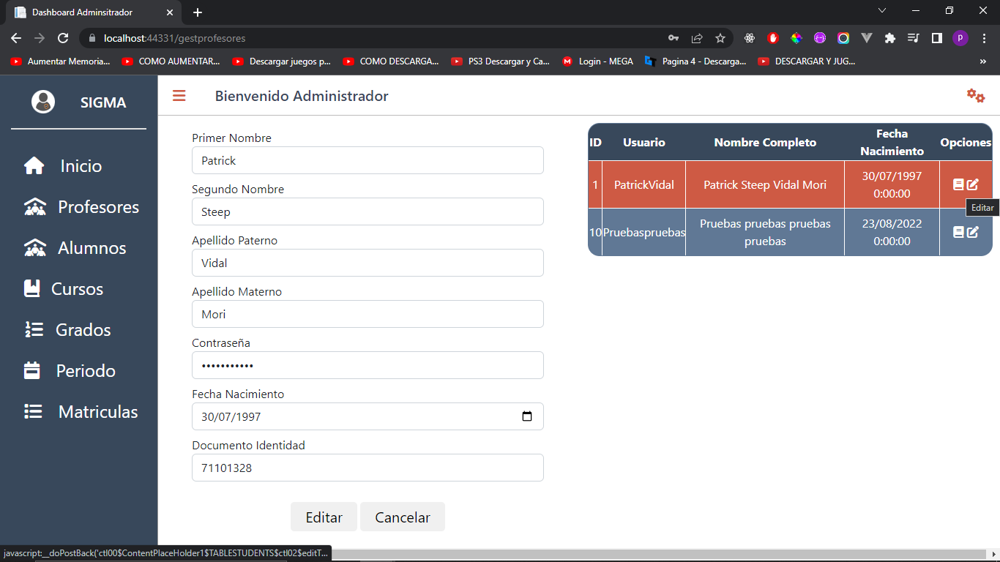 Dashboard Adminsitrador
localhost:44331/gestprofesores
P
Aumentar Memoria...
COMO AUMENTAR...
Descargar juegos p...
COMO DESCARGA...
PS3 Descargar y Ca...
M
Login - MEGA
Pagina 4 - Descarga...
DESCARGAR Y JUG...
»
SIGMA
Inicio
Profesores
Alumnos
Cursos
Grados
Periodo
Matriculas
Bienvenido Administrador
Primer Nombre
Patrick
Segundo Nombre
Steep
Apellido Paterno
Vidal
Apellido Materno
Mori
Contraseña
•••••••••••
Fecha Nacimiento
30/07/1997
Documento Identidad
71101328
Editar Cancelar
ID Usuario Nombre Completo Fecha Nacimiento Opciones
1 PatrickVidal Patrick Steep Vidal Mori 30/07/1997 0:00:00
Editar
10 Pruebaspruebas Pruebas pruebas pruebas pruebas 23/08/2022 0:00:00
javascript:__doPostBack('ctl00$ContentPlaceHolder1$TABLESTUDENTS$ctl02$editT...